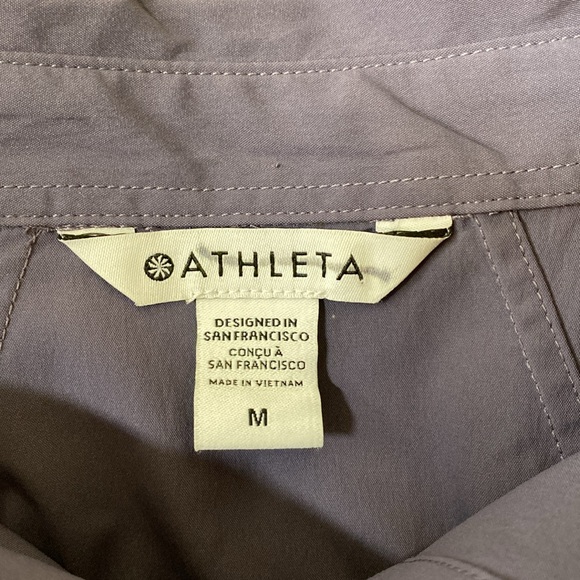 ATHLETA
DESIGNED IN
SAN FRANCISCO
CONÇU À
SAN FRANCISCO
MADE IN VIETNAM
M